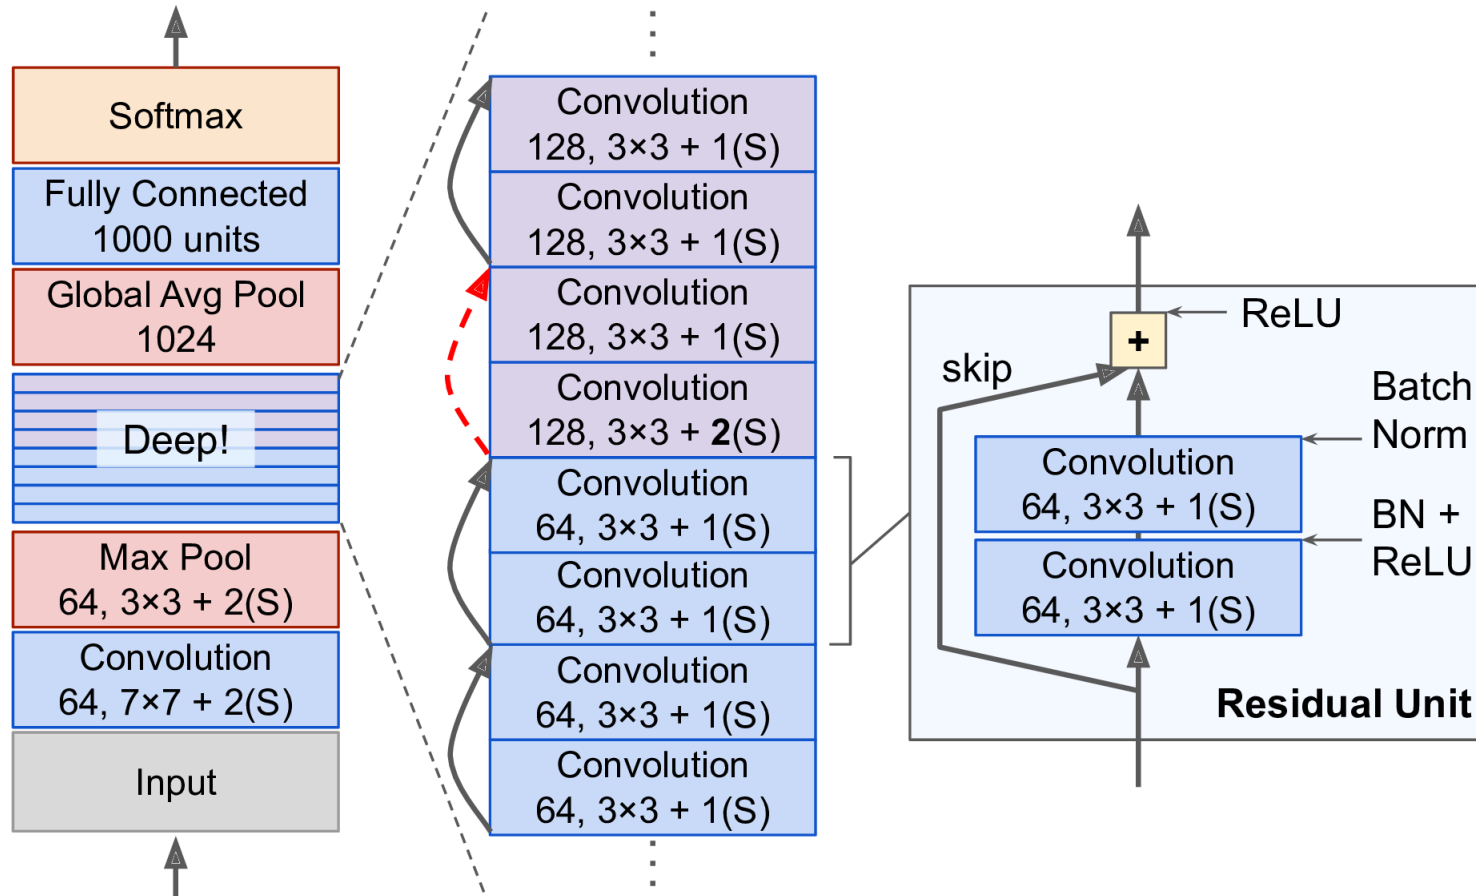 Softmax
Fully Connected
1000 units
Global Avg Pool
1024
Deep!
Max Pool
64, 3×3 + 2(S)
Convolution
64, 7×7 + 2(S)
Input
Convolution
128, 3×3 + 1(S)
Convolution
128, 3×3 + 1(S)
Convolution
128, 3×3 + 1(S)
Convolution
128, 3×3 + 2(S)
Convolution
64, 3×3 + 1(S)
Convolution
64, 3×3 + 1(S)
Convolution
64, 3×3 + 1(S)
Convolution
64, 3×3 + 1(S)
ReLU
+
skip
Batch
Norm
Convolution
64, 3×3 + 1(S)
BN +
ReLU
Convolution
64, 3×3 + 1(S)
Residual Unit